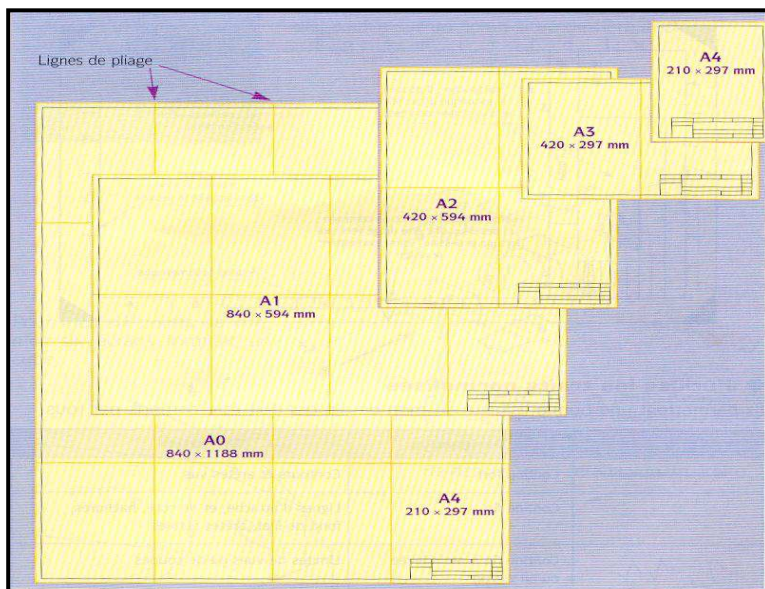 A4
210 × 297 mm
Lignes de pliage
A3
420 × 297 mm
A2
420 × 594 mm
A1
840 × 594 mm
A0
840 × 1188 mm
A4
210 × 297 mm